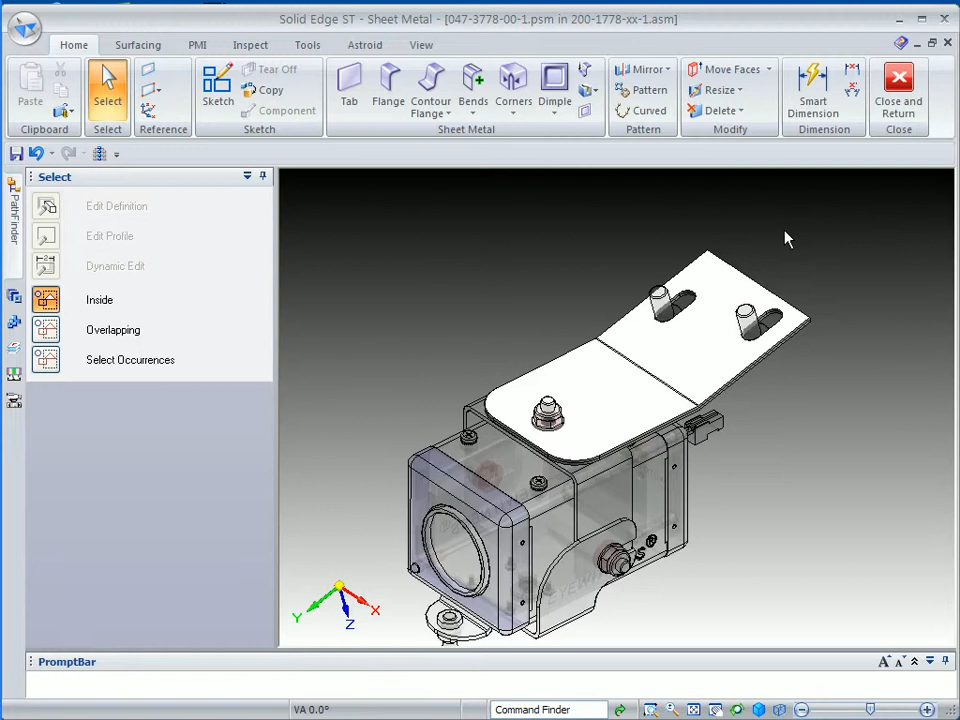 Solid Edge ST - Sheet Metal - [047-3778-00-1.psm in 200-1778-xx-1.asm]
Home Surfacing PMI Inspect Tools Astroid View
Paste
Clipboard
Select
Select
Reference
Sketch
Tear Off
Copy
Component
Sketch
Tab
Flange
Contour Flange
Bends
Corners
Dimple
Sheet Metal
Mirror
Pattern
Curved
Pattern
Move Faces
Resize
Delete
Modify
Smart Dimension
Dimension
Close and Return
Close
PathFinder
Select
Edit Definition
Edit Profile
Dynamic Edit
Inside
Overlapping
Select Occurrences
Y
Z
X
PromptBar
A A
VA 0.0°
Command Finder